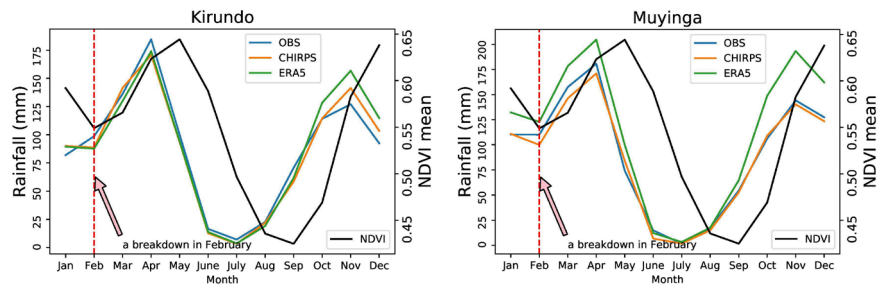 Kirundo
Rainfall (mm)
175
150
125
100
75
50
25
0
OBS
CHIRPS
ERA5
a breakdown in February
NDVI
0.65
0.60
0.55
0.50
0.45
NDVI mean
Jan Feb Mar Apr May June July Aug Sep Oct Nov Dec
Month
Muyinga
Rainfall (mm)
200
175
150
125
100
75
50
25
0
OBS
CHIRPS
ERA5
a breakdown in February
NDVI
0.65
0.60
0.55
0.50
0.45
NDVI mean
Jan Feb Mar Apr May June July Aug Sep Oct Nov Dec
Month